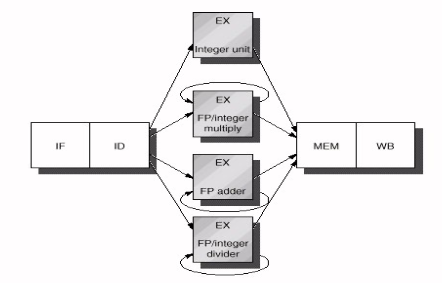 EX
Integer unit
EX
FP/integer
multiply
IF
ID
MEM
WB
EX
FP adder
EX
FP/integer
divider